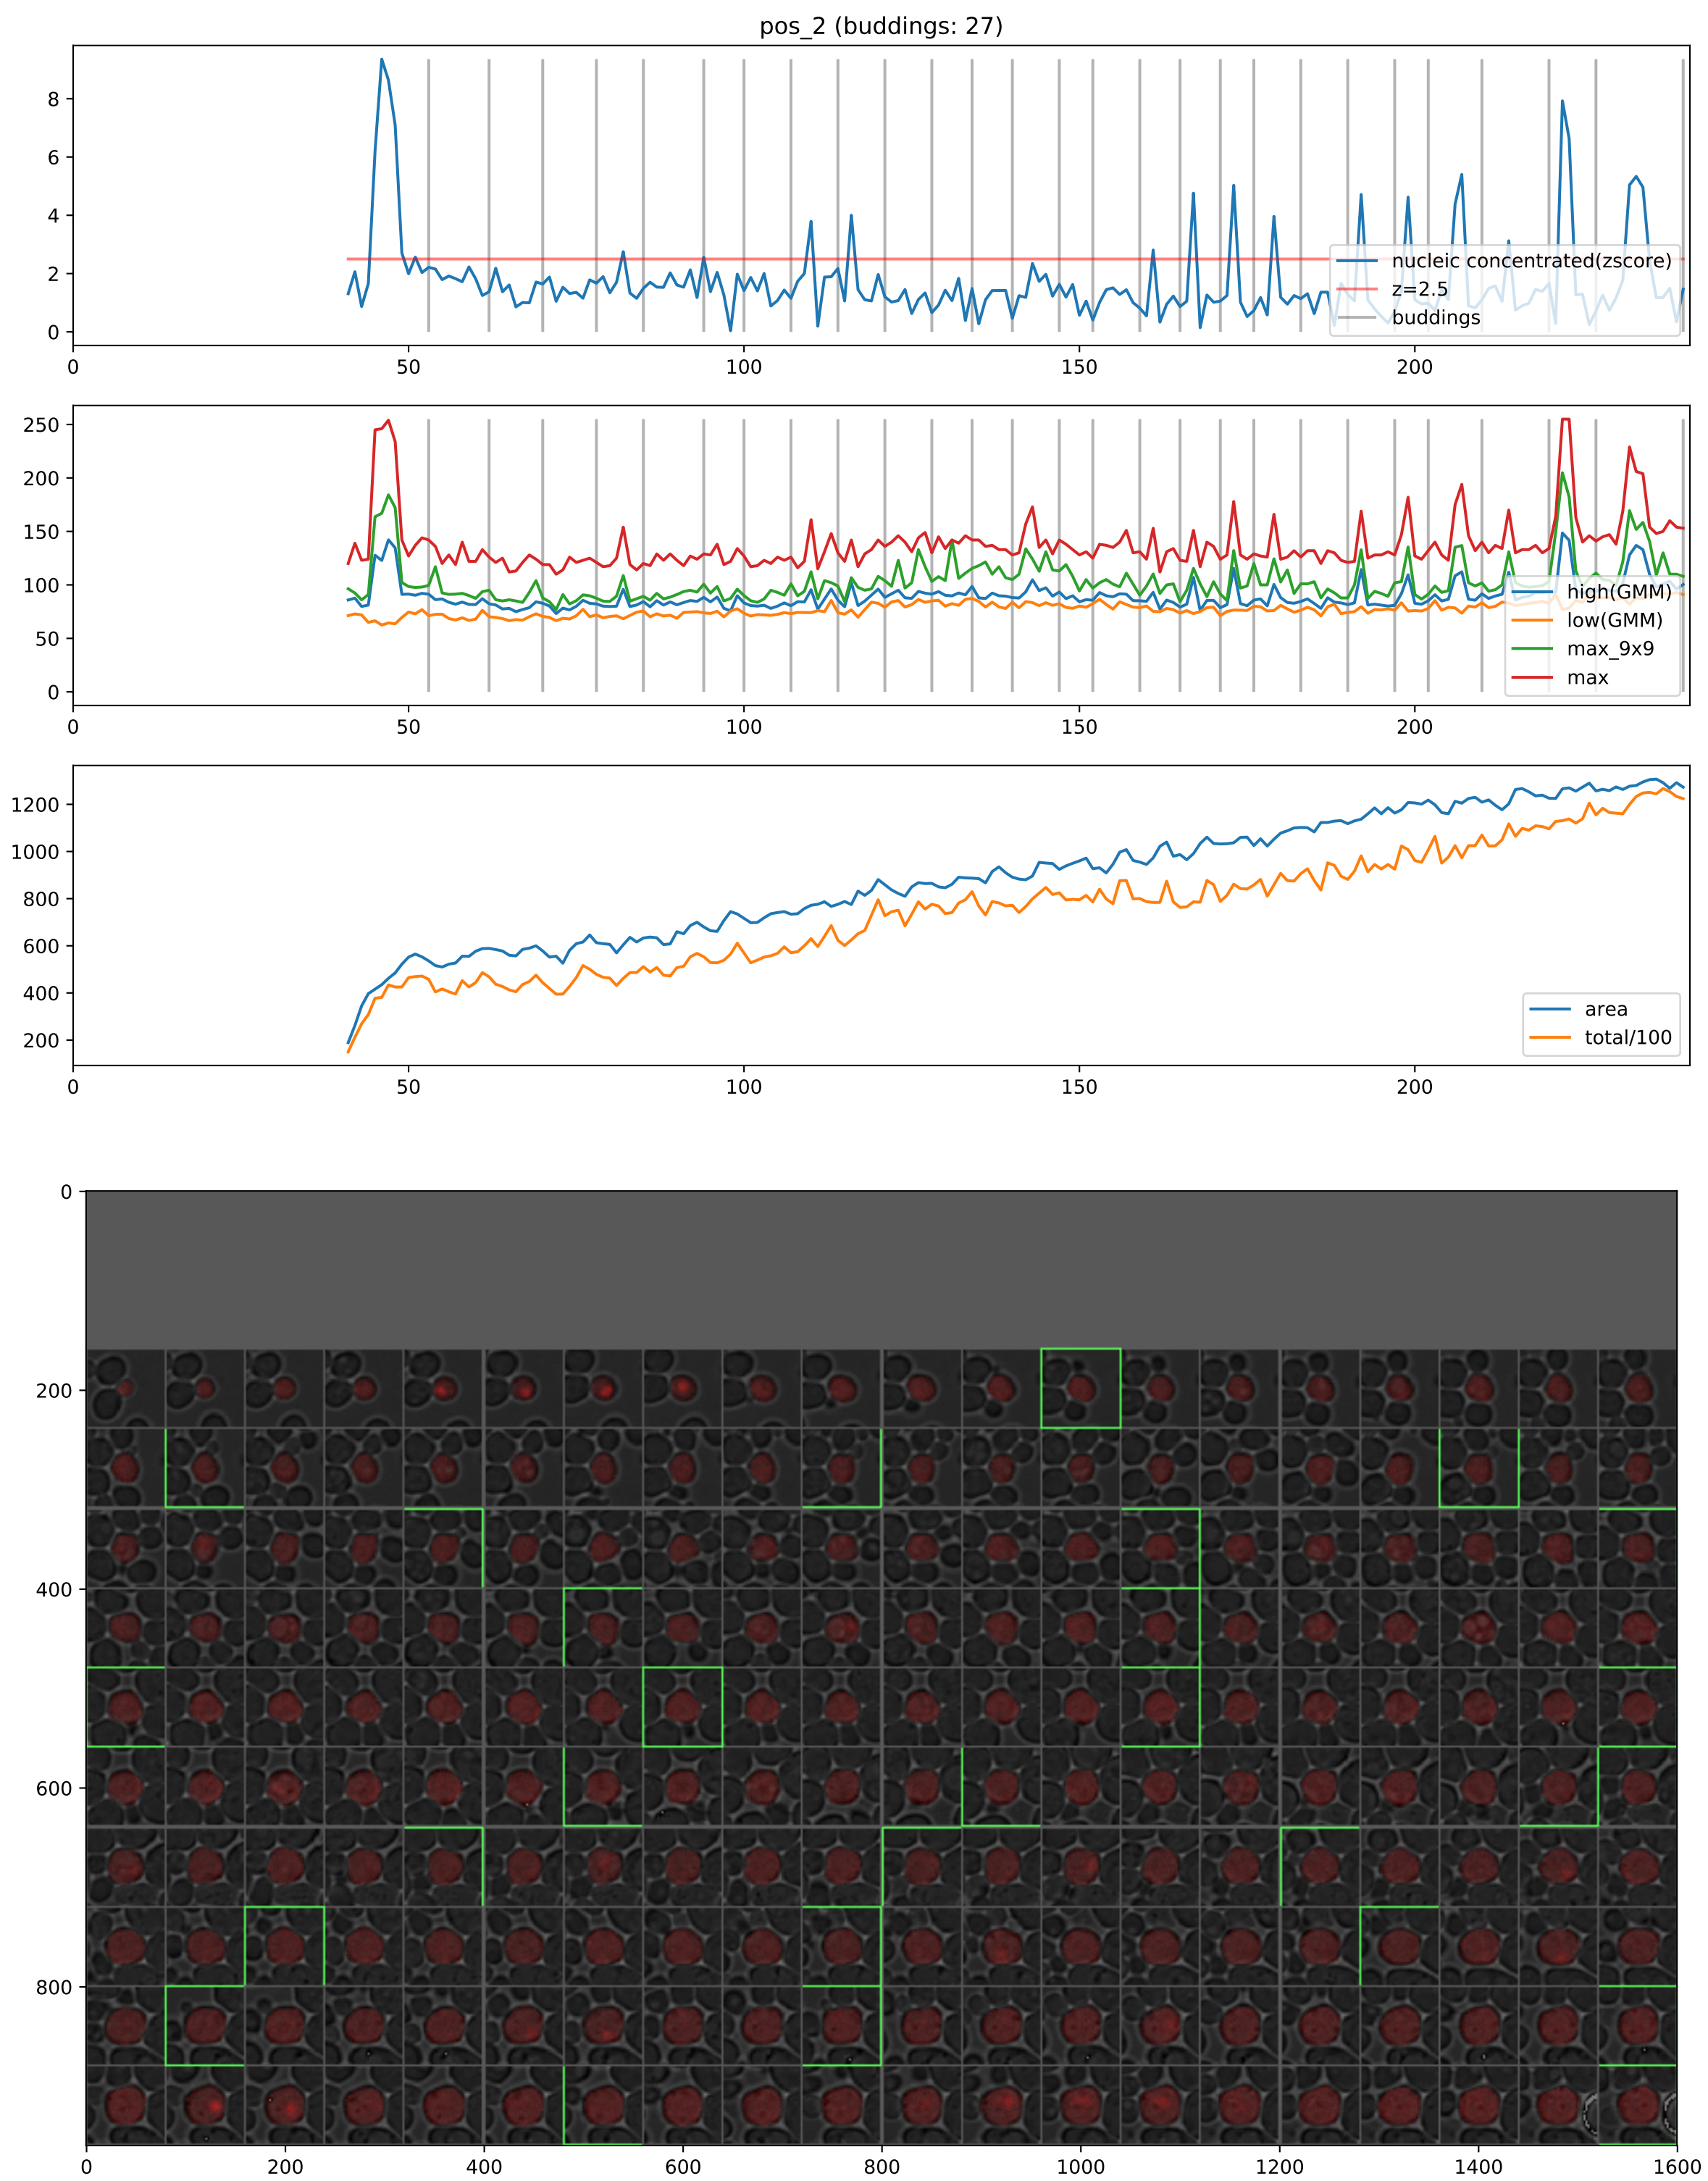 pos_2 (buddings: 27)
8
6
4
2
0
nucleic concentrated(zscore)
z=2.5
buddings
0 50 100 150 200
250
200
150
100
50
0
high(GMM)
low(GMM)
max_9x9
max
0 50 100 150 200
1200
1000
800
600
400
200
area
total/100
0 50 100 150 200
0
200
400
600
800
0 200 400 600 800 1000 1200 1400 1600